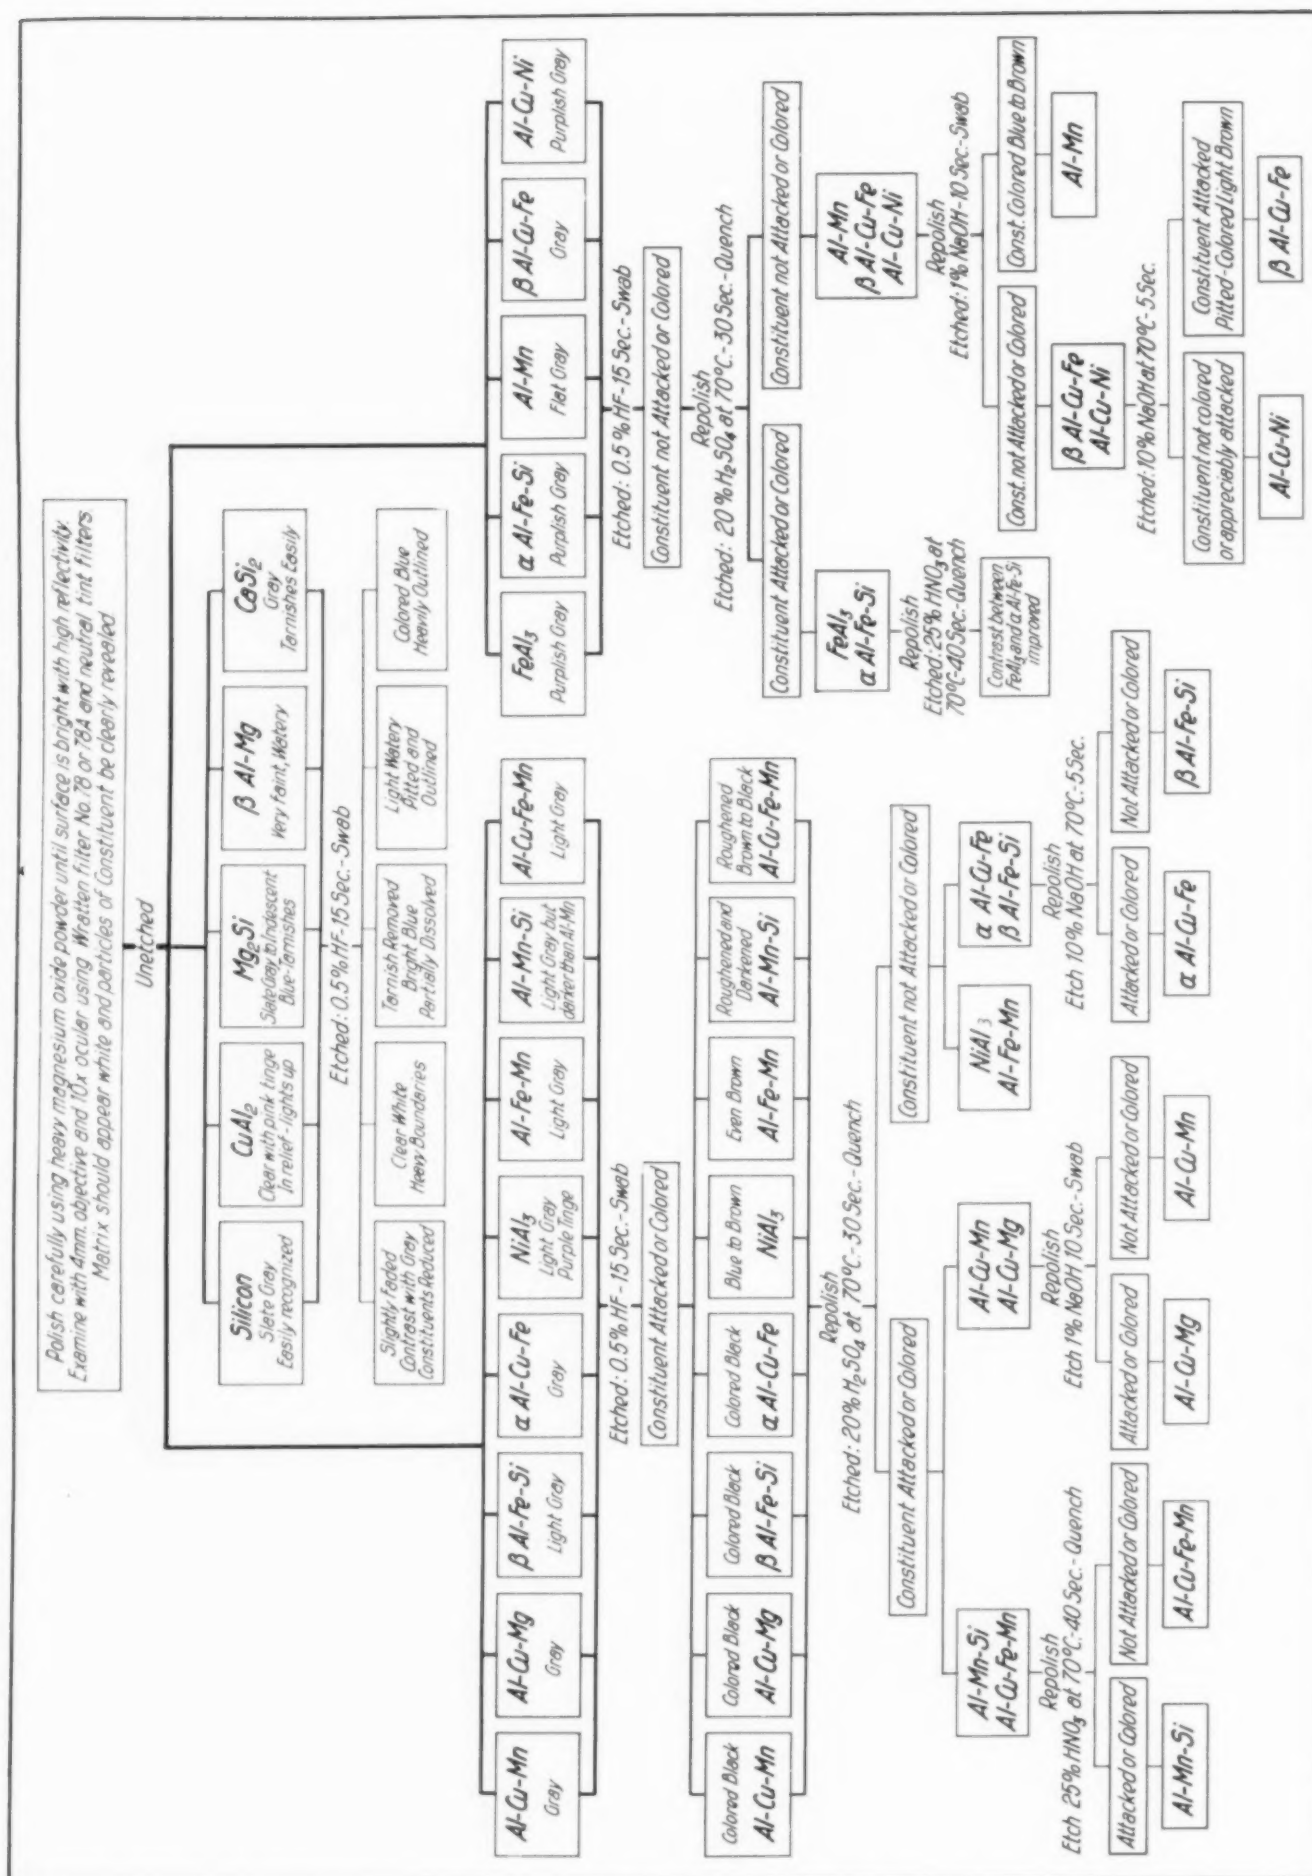 Polish carefully using heavy magnesium oxide powder until surface is bright with high reflectivity.
Examine with 4mm. objective and 10x ocular using Wratten filter No. 78 or 78A and neutral tint filters
Matrix should appear white and particles of Constituent be clearly revealed
Unetched
Silicon
Slate Gray
Easily recognized
CuAl₂
Clear with pink tinge
In relief - lights up
Mg₂Si
Slate Gray to Iridescent
Blue-Tarnishes
β Al-Mg
Very Faint, Watery
CaSi₂
Gray
Tarnishes Easily
Etched: 0.5% HF-15 Sec.-Swab
Slightly Faded
Contrast with Gray
Constituents Reduced
Clear White
Heavy Boundaries
Tarnish Removed
Bright Blue
Partially Dissolved
Light Watery
Pitted and
Outlined
Colored Blue
Heavily Outlined
Al-Cu-Mn
Gray
Al-Cu-Mg
Gray
β Al-Fe-Si
Light Gray
α Al-Cu-Fe
Gray
NiAl₃
Light Gray
Purple Tinge
Al-Fe-Mn
Light Gray
Al-Mn-Si
Light Gray but
darker than Al-Mn
Al-Cu-Fe-Mn
Light Gray
Etched: 0.5% HF - 15 Sec.-Swab
Constituent Attacked or Colored
Colored Black
Al-Cu-Mn
Colored Black
Al-Cu-Mg
Colored Black
β Al-Fe-Si
Colored Black
α Al-Cu-Fe
Blue to Brown
NiAl₃
Even Brown
Al-Fe-Mn
Roughened and
Darkened
Al-Mn-Si
Roughened
Brown to Black
Al-Cu-Fe-Mn
Repolish
Etched: 20% H₂SO₄ at 70°C.- 30 Sec.-Quench
Constituent Attacked or Colored
Constituent not Attacked or Colored
Al-Mn-Si
Al-Cu-Fe-Mn
Al-Cu-Mn
Al-Cu-Mg
NiAl₃
Al-Fe-Mn
α Al-Cu-Fe
β Al-Fe-Si
Repolish
Etch 25% HNO₃ at 70°C.-40 Sec.- Quench
Repolish
Etch 1% NaOH 10 Sec.-Swab
Repolish
Etch 10% NaOH at 70°C.- 5 Sec.
Attacked or Colored
Not Attacked or Colored
Attacked or Colored
Not Attacked or Colored
Attacked or Colored
Not Attacked or Colored
Al-Mn-Si
Al-Cu-Fe-Mn
Al-Cu-Mg
Al-Cu-Mn
α Al-Cu-Fe
β Al-Fe-Si
FeAl₃
Purplish Gray
α Al-Fe-Si
Purplish Gray
Al-Mn
Flat Gray
β Al-Cu-Fe
Gray
Al-Cu-Ni
Purplish Gray
Etched: 0.5% HF-15 Sec.-Swab
Constituent not Attacked or Colored
Repolish
Etched: 20% H₂SO₄ at 70°C.-30 Sec.-Quench
Constituent Attacked or Colored
Constituent not Attacked or Colored
FeAl₃
α Al-Fe-Si
Repolish
Etched: 25% HNO₃ at
70°C-40 Sec.-Quench
Contrast between
FeAl₃ and α Al-Fe-Si
improved
Al-Mn
β Al-Cu-Fe
Al-Cu-Ni
Repolish
Etched: 1% NaOH-10 Sec.-Swab
Const. not Attacked or Colored
Const. Colored Blue to Brown
β Al-Cu-Fe
Al-Cu-Ni
Al-Mn
Etched: 10% NaOH at 70°C.- 5 Sec.
Constituent not colored
or appreciably attacked
Constituent Attacked
Pitted-Colored Light Brown
Al-Cu-Ni
β Al-Cu-Fe